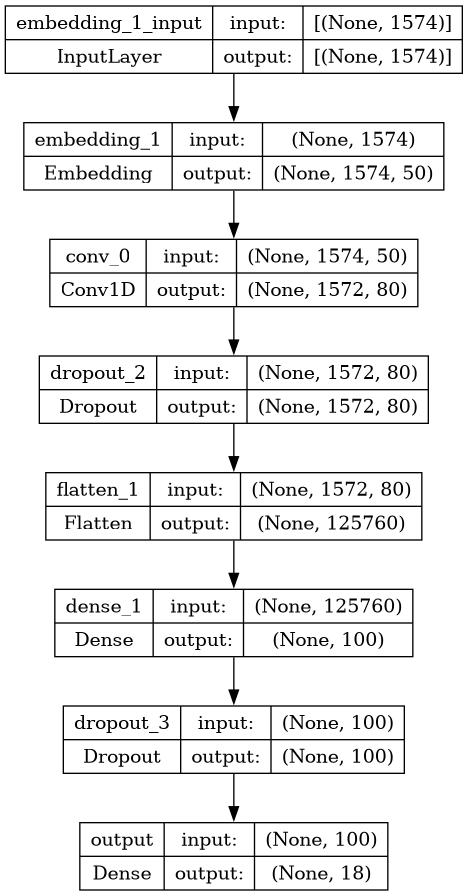 embedding_1_input input: [(None, 1574)]
InputLayer output: [(None, 1574)]
embedding_1 input: (None, 1574)
Embedding output: (None, 1574, 50)
conv_0 input: (None, 1574, 50)
Conv1D output: (None, 1572, 80)
dropout_2 input: (None, 1572, 80)
Dropout output: (None, 1572, 80)
flatten_1 input: (None, 1572, 80)
Flatten output: (None, 125760)
dense_1 input: (None, 125760)
Dense output: (None, 100)
dropout_3 input: (None, 100)
Dropout output: (None, 100)
output input: (None, 100)
Dense output: (None, 18)